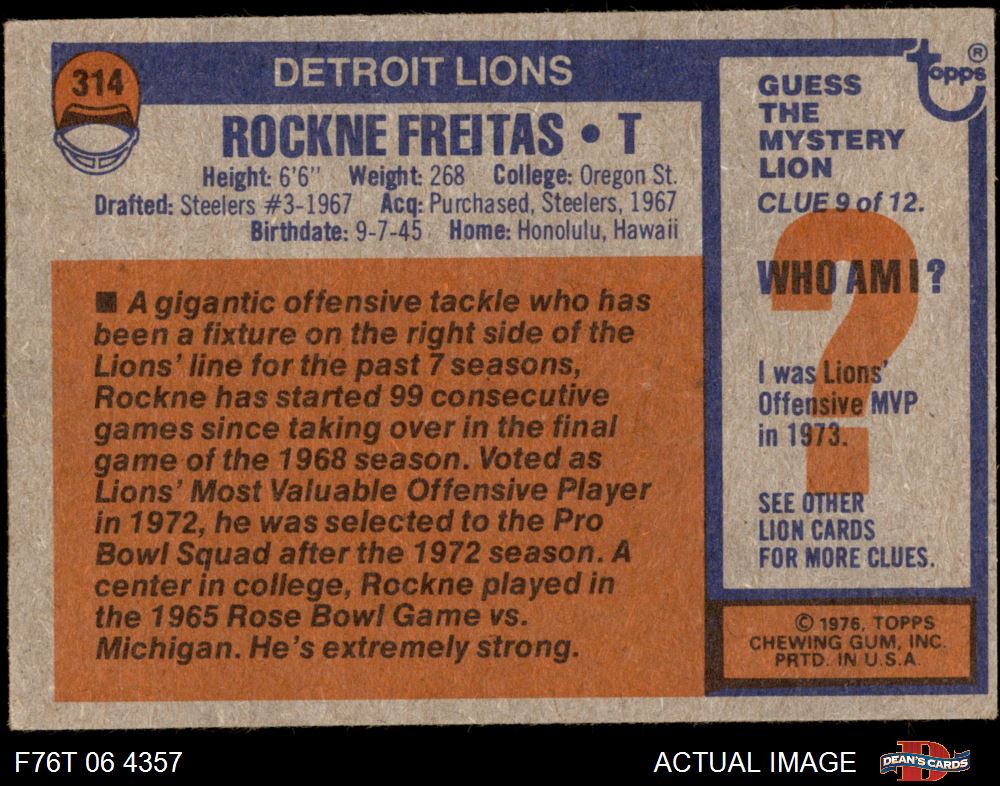 314
DETROIT LIONS
ROCKNE FREITAS • T
Height: 6'6" Weight: 268 College: Oregon St.
Drafted: Steelers #3-1967 Acq: Purchased, Steelers, 1967
Birthdate: 9-7-45 Home: Honolulu, Hawaii
■ A gigantic offensive tackle who has
been a fixture on the right side of the
Lions' line for the past 7 seasons,
Rockne has started 99 consecutive
games since taking over in the final
game of the 1968 season. Voted as
Lions' Most Valuable Offensive Player
in 1972, he was selected to the Pro
Bowl Squad after the 1972 season. A
center in college, Rockne played in
the 1965 Rose Bowl Game vs.
Michigan. He's extremely strong.
topps®
GUESS
THE
MYSTERY
LION
CLUE 9 of 12.
?
WHO AM I?
I was Lions'
Offensive MVP
in 1973.
SEE OTHER
LION CARDS
FOR MORE CLUES.
© 1976, TOPPS
CHEWING GUM, INC.
PRTD. IN U.S.A.
F76T 06 4357
ACTUAL IMAGE
D
DEAN'S CARDS